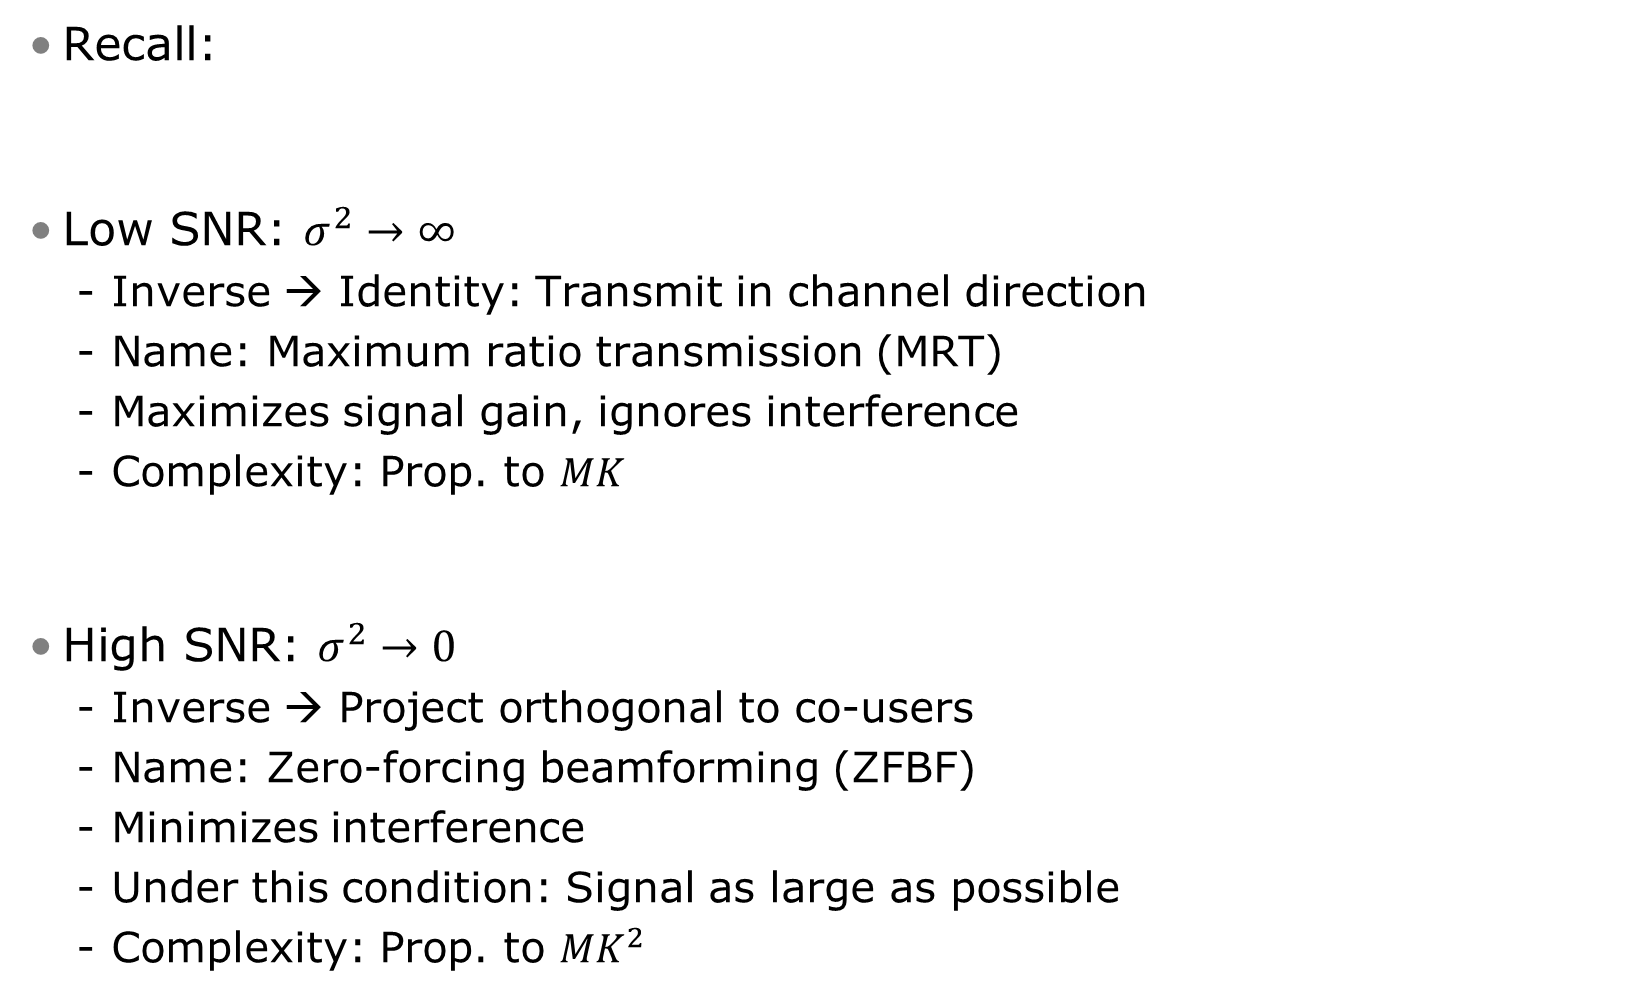 • Recall:
• Low SNR: σ² → ∞
- Inverse → Identity: Transmit in channel direction
- Name: Maximum ratio transmission (MRT)
- Maximizes signal gain, ignores interference
- Complexity: Prop. to MK
• High SNR: σ² → 0
- Inverse → Project orthogonal to co-users
- Name: Zero-forcing beamforming (ZFBF)
- Minimizes interference
- Under this condition: Signal as large as possible
- Complexity: Prop. to MK²